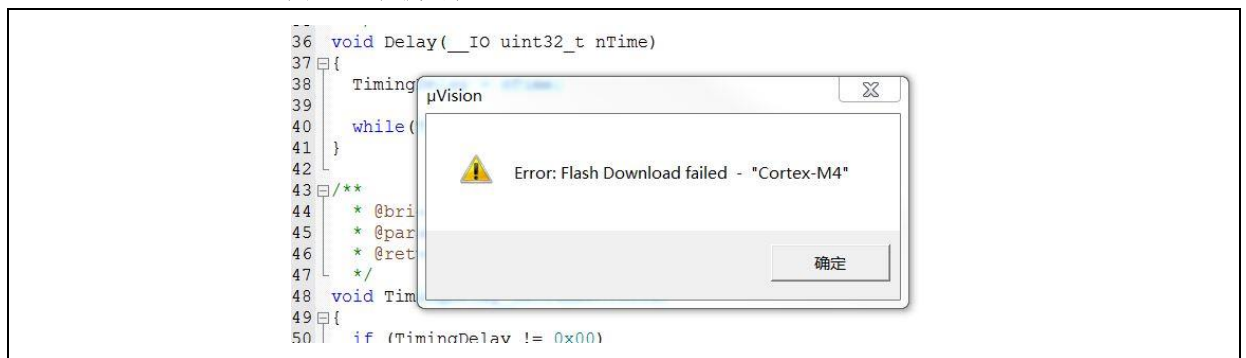 36 void Delay(__IO uint32_t nTime)
37 {
38 Timing
µVision
39
40 while(
41 }
Error: Flash Download failed - "Cortex-M4"
42
43 /**
44 * @bri
45 * @par
46 * @ret
确定
47 */
48 void Tim
49 {
50 if (TimingDelay != 0x00)